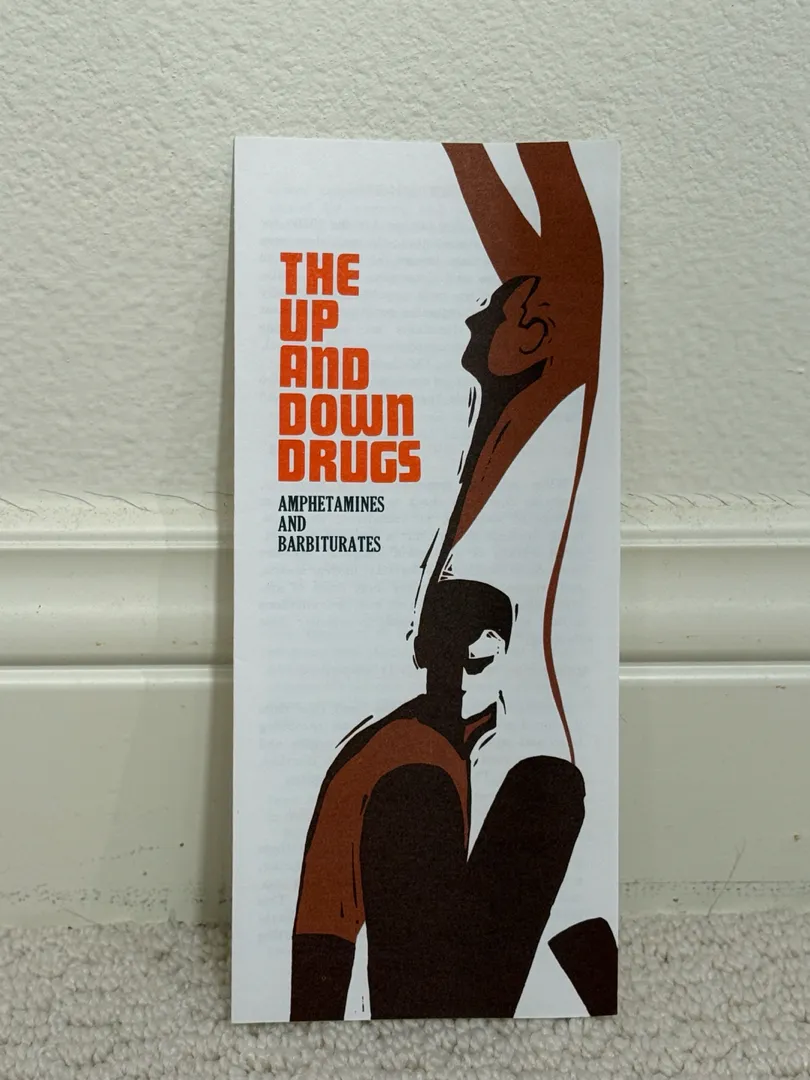 THE
UP
AND
DOWN
DRUGS
AMPHETAMINES
AND
BARBITURATES